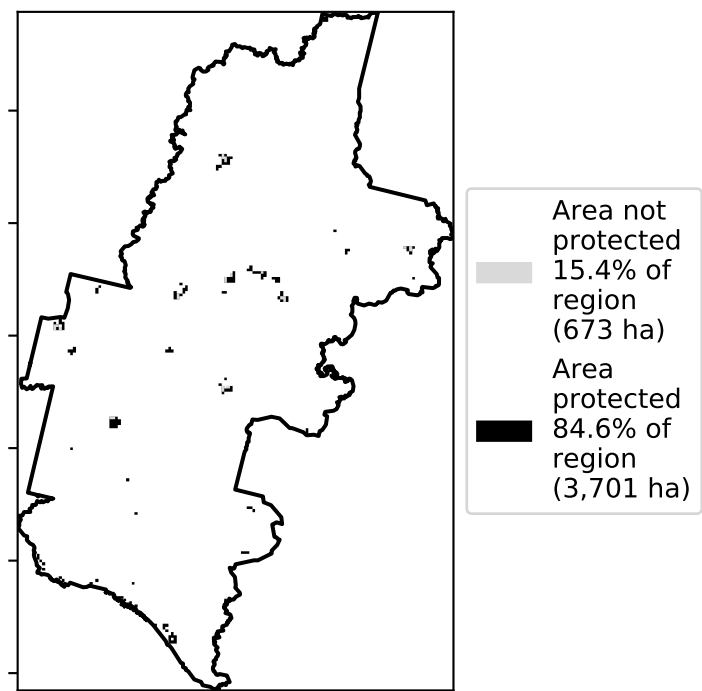 Area not
protected
15.4% of
region
(673 ha)
Area
protected
84.6% of
region
(3,701 ha)